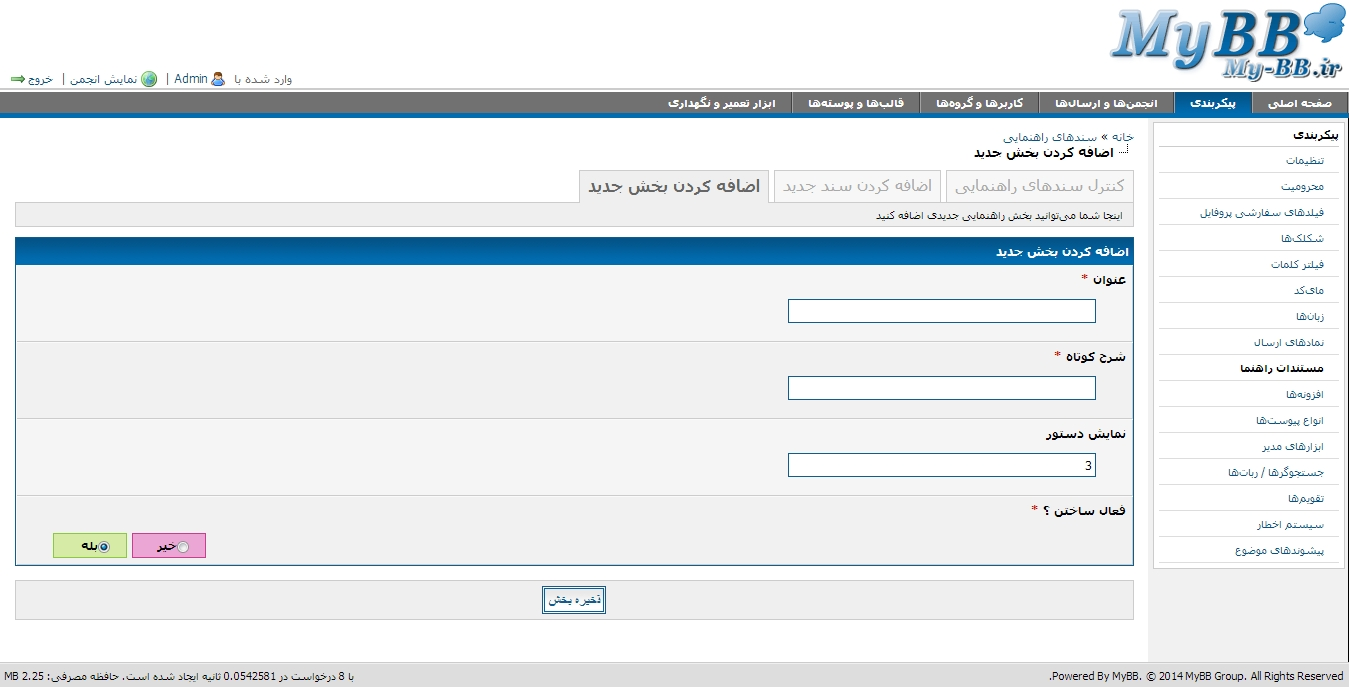 MyBB
My-BB.ir
وارد شده با Admin | نمایش انجمن | خروج
صفحه اصلی
پیکربندی
انجمن‌ها و ارسال‌ها
کاربرها و گروه‌ها
قالب‌ها و پوسته‌ها
ابزار تعمیر و نگهداری
پیکربندی
تنظیمات
محرومیت
فیلدهای سفارشی پروفایل
شکلک‌ها
فیلتر کلمات
مای‌کد
زبان‌ها
نمادهای ارسال
مستندات راهنما
افزونه‌ها
انواع پیوست‌ها
ابزارهای مدیر
جستجوگرها / ربات‌ها
تقویم‌ها
سیستم اخطار
پیشوندهای موضوع
خانه » سندهای راهنمایی
اضافه کردن بخش جدید
کنترل سندهای راهنمایی
اضافه کردن سند جدید
اضافه کردن بخش جدید
اینجا شما می‌توانید بخش راهنمایی جدیدی اضافه کنید
اضافه کردن بخش جدید
عنوان *
شرح کوتاه *
نمایش دستور
3
فعال ساختن ؟ *
خیر
بله
ذخیره بخش
.Powered By MyBB. © 2014 MyBB Group. All Rights Reserved
با 8 درخواست در 0.0542581 ثانیه ایجاد شده است. حافظه مصرفی: 2.25 MB